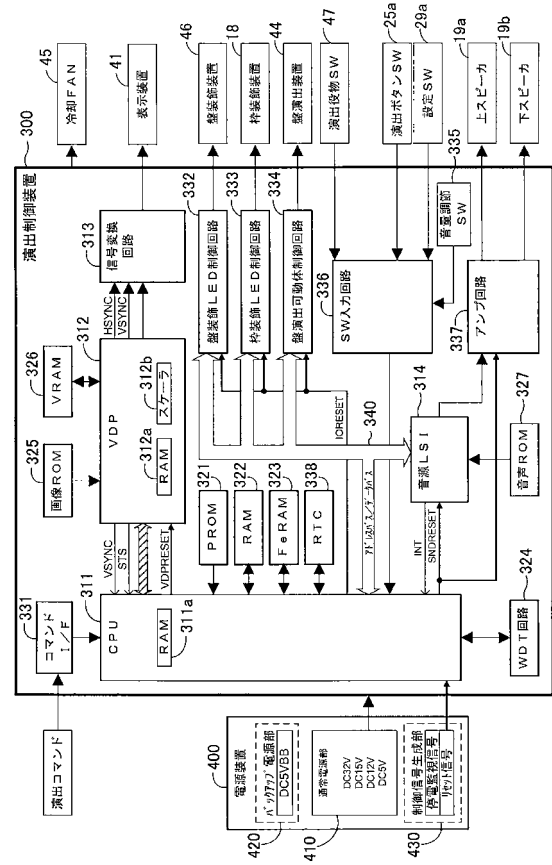 演出コマンド
331
コマンド
I/F
325
画像ROM
326
VRAM
300
演出制御装置
45
冷却FAN
41
表示装置
46
盤装飾装置
18
枠装飾装置
44
盤演出装置
47
演出役物SW
25a
演出ボタンSW
29a
設定SW
335
音量調節
SW
19a
上スピーカ
19b
下スピーカ
311
CPU
RAM
311a
VSYNC
STS
VDPRESET
312
VDP
RAM
312a
スケーラ
312b
HSYNC
VSYNC
313
信号変換
回路
332
盤装飾LED制御回路
333
枠装飾LED制御回路
334
盤演出可動体制御回路
336
SW入力回路
337
アンプ回路
321
PROM
322
RAM
323
FeRAM
338
RTC
ICRESET
340
アドレスバス/データバス
314
音源LSI
INT
SNDRESET
327
音声ROM
324
WDT回路
400
電源装置
バックアップ電源部
DC5VBB
420
通常電源部
DC32V
DC15V
DC12V
DC5V
410
制御信号生成部
停電監視信号
リセット信号
430